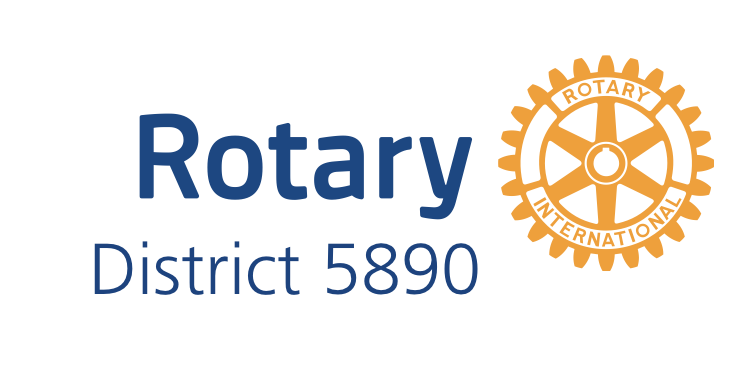 Rotary
District 5890
ROTARY
INTERNATIONAL